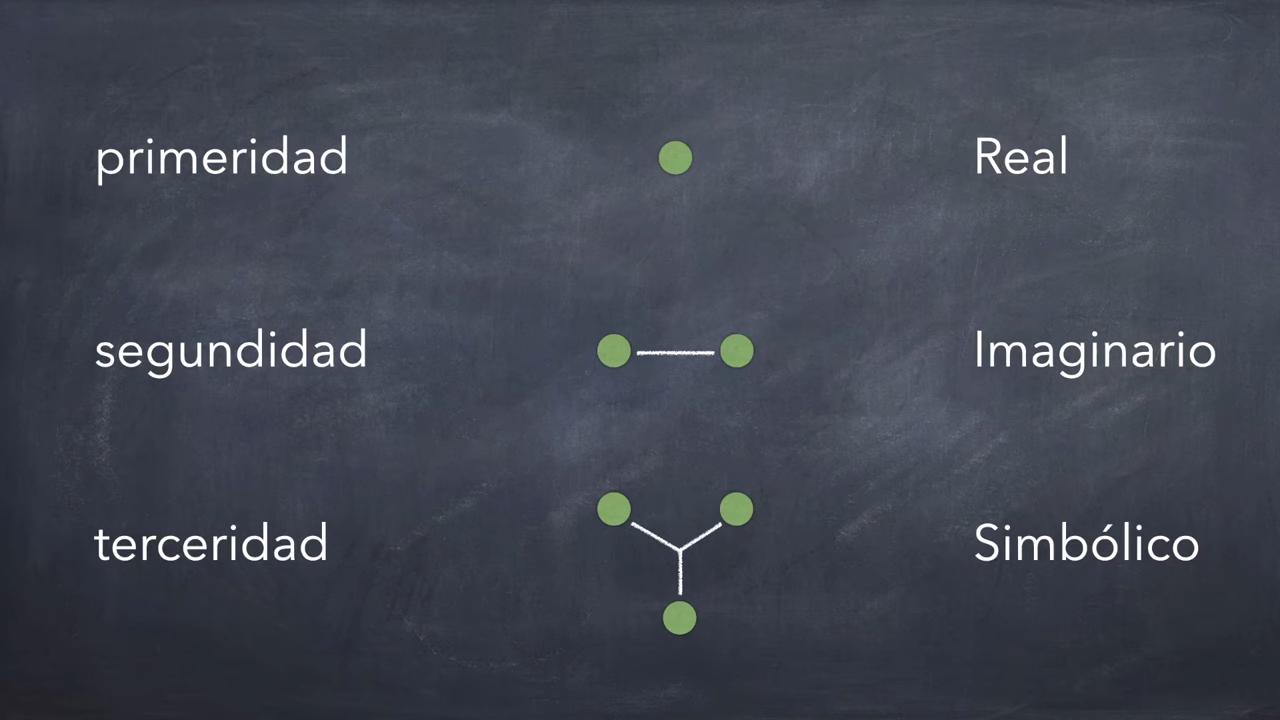 primeridad
Real
segundidad
Imaginario
terceridad
Simbólico